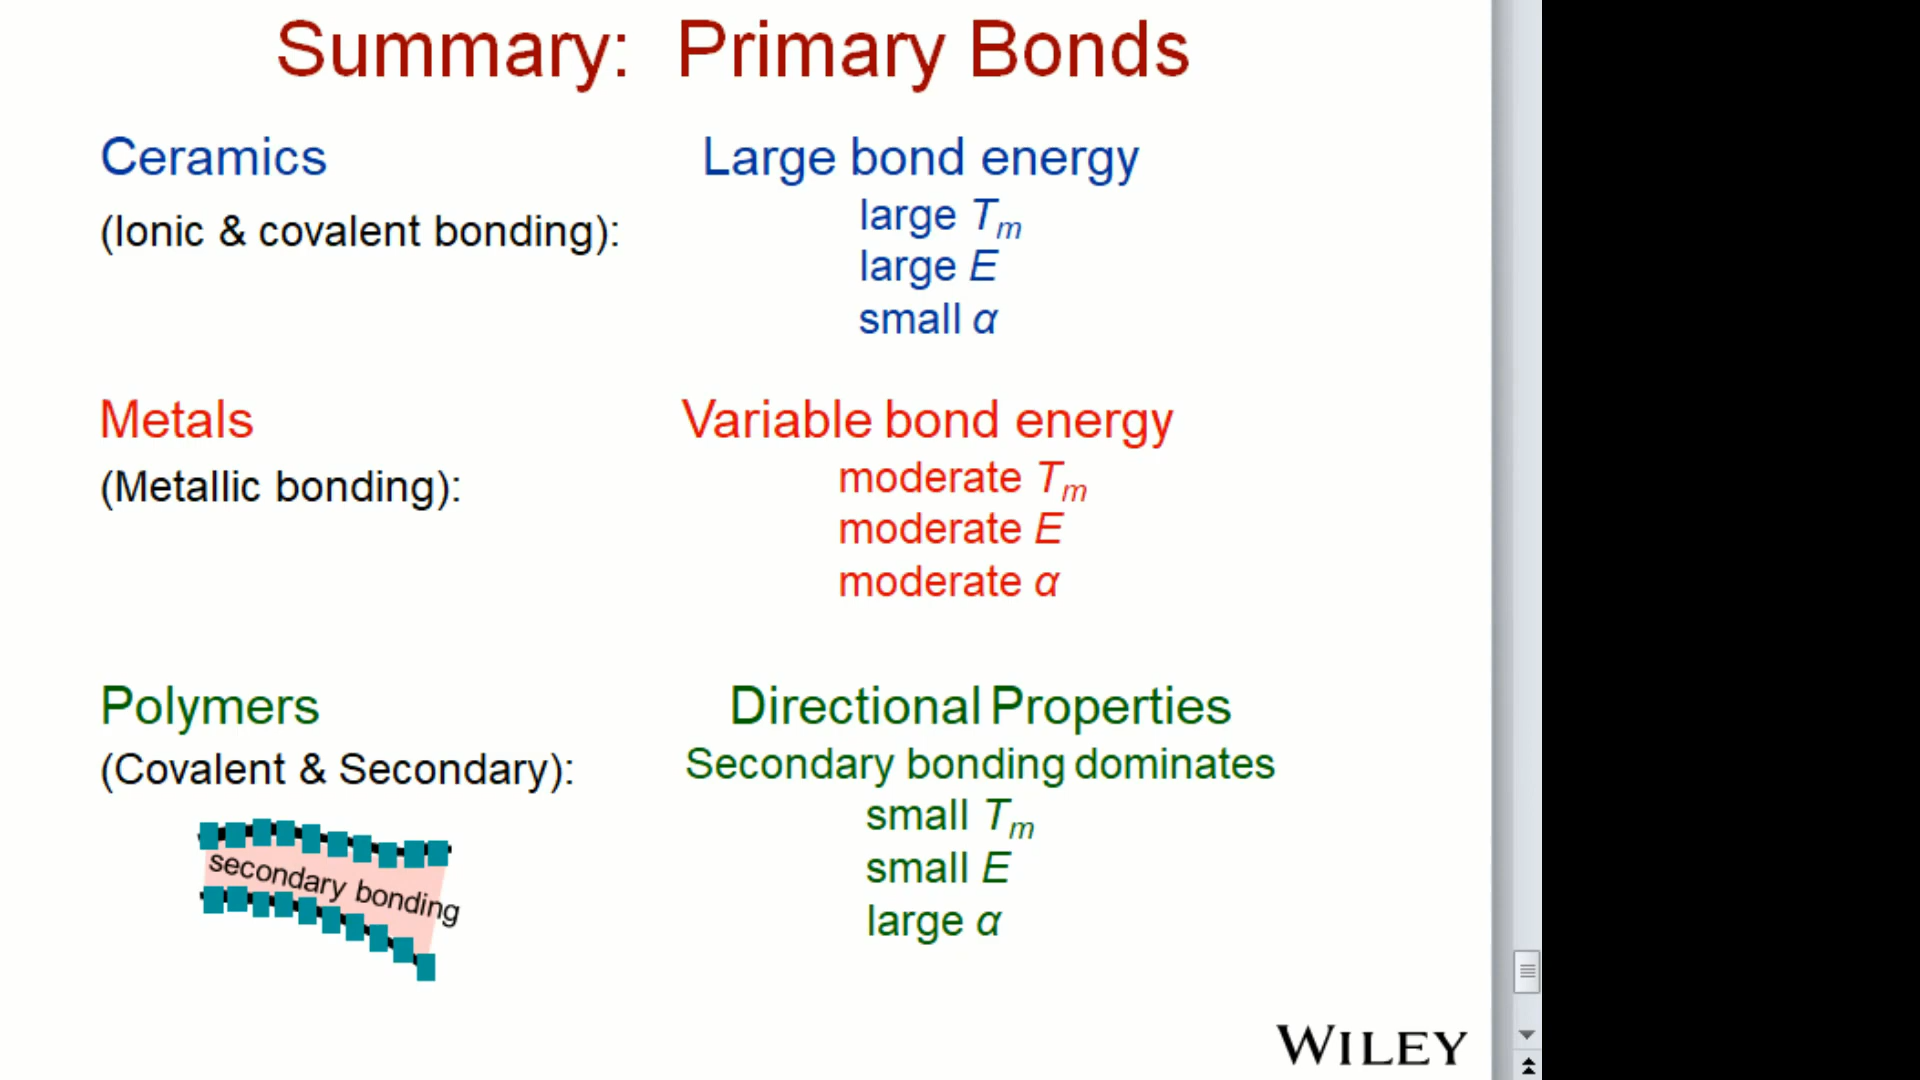 Summary: Primary Bonds
Ceramics
(Ionic & covalent bonding):
Large bond energy
large Tm
large E
small α
Metals
(Metallic bonding):
Variable bond energy
moderate Tm
moderate E
moderate α
Polymers
(Covalent & Secondary):
secondary bonding
Directional Properties
Secondary bonding dominates
small Tm
small E
large α
WILEY